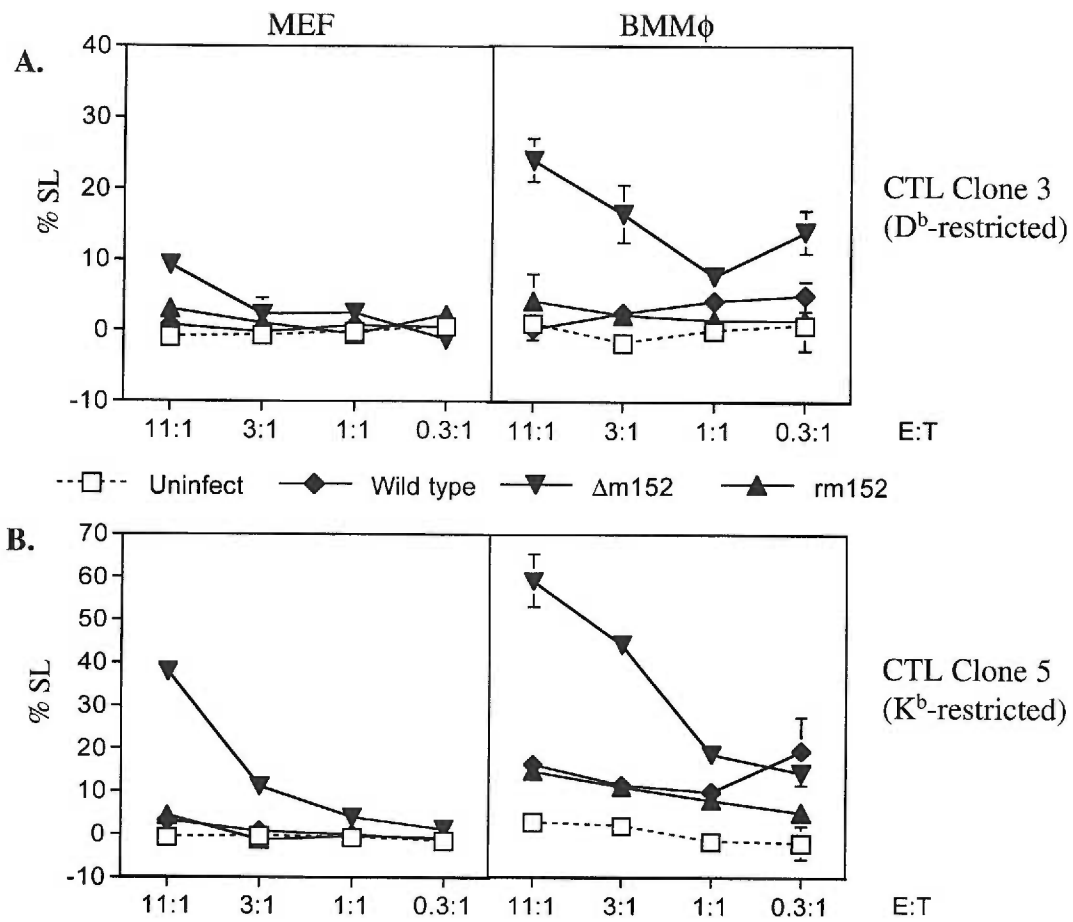 MEF BMMϕ
A.
40
30
20
10
0
-10
% SL
11:1 3:1 1:1 0.3:1 11:1 3:1 1:1 0.3:1 E:T
CTL Clone 3
(Dᵇ-restricted)
Uninfect Wild type Δm152 rm152
B.
70
60
50
40
30
20
10
0
-10
% SL
11:1 3:1 1:1 0.3:1 11:1 3:1 1:1 0.3:1 E:T
CTL Clone 5
(Kᵇ-restricted)